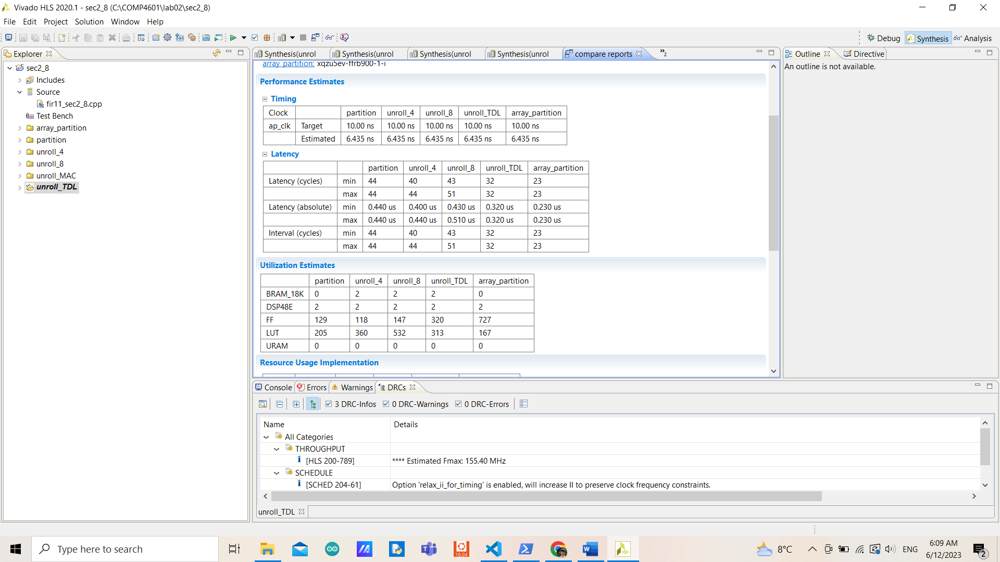 Vivado HLS 2020.1 - sec2_8 (C:\COMP4601\lab02\sec2_8)
File Edit Project Solution Window Help
Debug Synthesis Analysis
Explorer
sec2_8
Includes
Source
fir11_sec2_8.cpp
Test Bench
array_partition
partition
unroll_4
unroll_8
unroll_MAC
unroll_TDL
Synthesis(unrol Synthesis(unrol Synthesis(unrol Synthesis(unrol compare reports »2
array_partition: xqzu5ev-ffrb900-1-i
Performance Estimates
Timing
Clock partition unroll_4 unroll_8 unroll_TDL array_partition
ap_clk Target 10.00 ns 10.00 ns 10.00 ns 10.00 ns 10.00 ns
Estimated 6.435 ns 6.435 ns 6.435 ns 6.435 ns 6.435 ns
Latency
partition unroll_4 unroll_8 unroll_TDL array_partition
Latency (cycles) min 44 40 43 32 23
max 44 44 51 32 23
Latency (absolute) min 0.440 us 0.400 us 0.430 us 0.320 us 0.230 us
max 0.440 us 0.440 us 0.510 us 0.320 us 0.230 us
Interval (cycles) min 44 40 43 32 23
max 44 44 51 32 23
Utilization Estimates
partition unroll_4 unroll_8 unroll_TDL array_partition
BRAM_18K 0 2 2 2 0
DSP48E 2 2 2 2 2
FF 129 118 147 320 727
LUT 205 360 532 313 167
URAM 0 0 0 0 0
Resource Usage Implementation
Outline Directive
An outline is not available.
Console Errors Warnings DRCs
3 DRC-Infos 0 DRC-Warnings 0 DRC-Errors
Name Details
All Categories
THROUGHPUT
[HLS 200-789] **** Estimated Fmax: 155.40 MHz
SCHEDULE
[SCHED 204-61] Option 'relax_ii_for_timing' is enabled, will increase II to preserve clock frequency constraints.
unroll_TDL
Type here to search
18.04
8°C
ENG
6:09 AM
6/12/2023
2